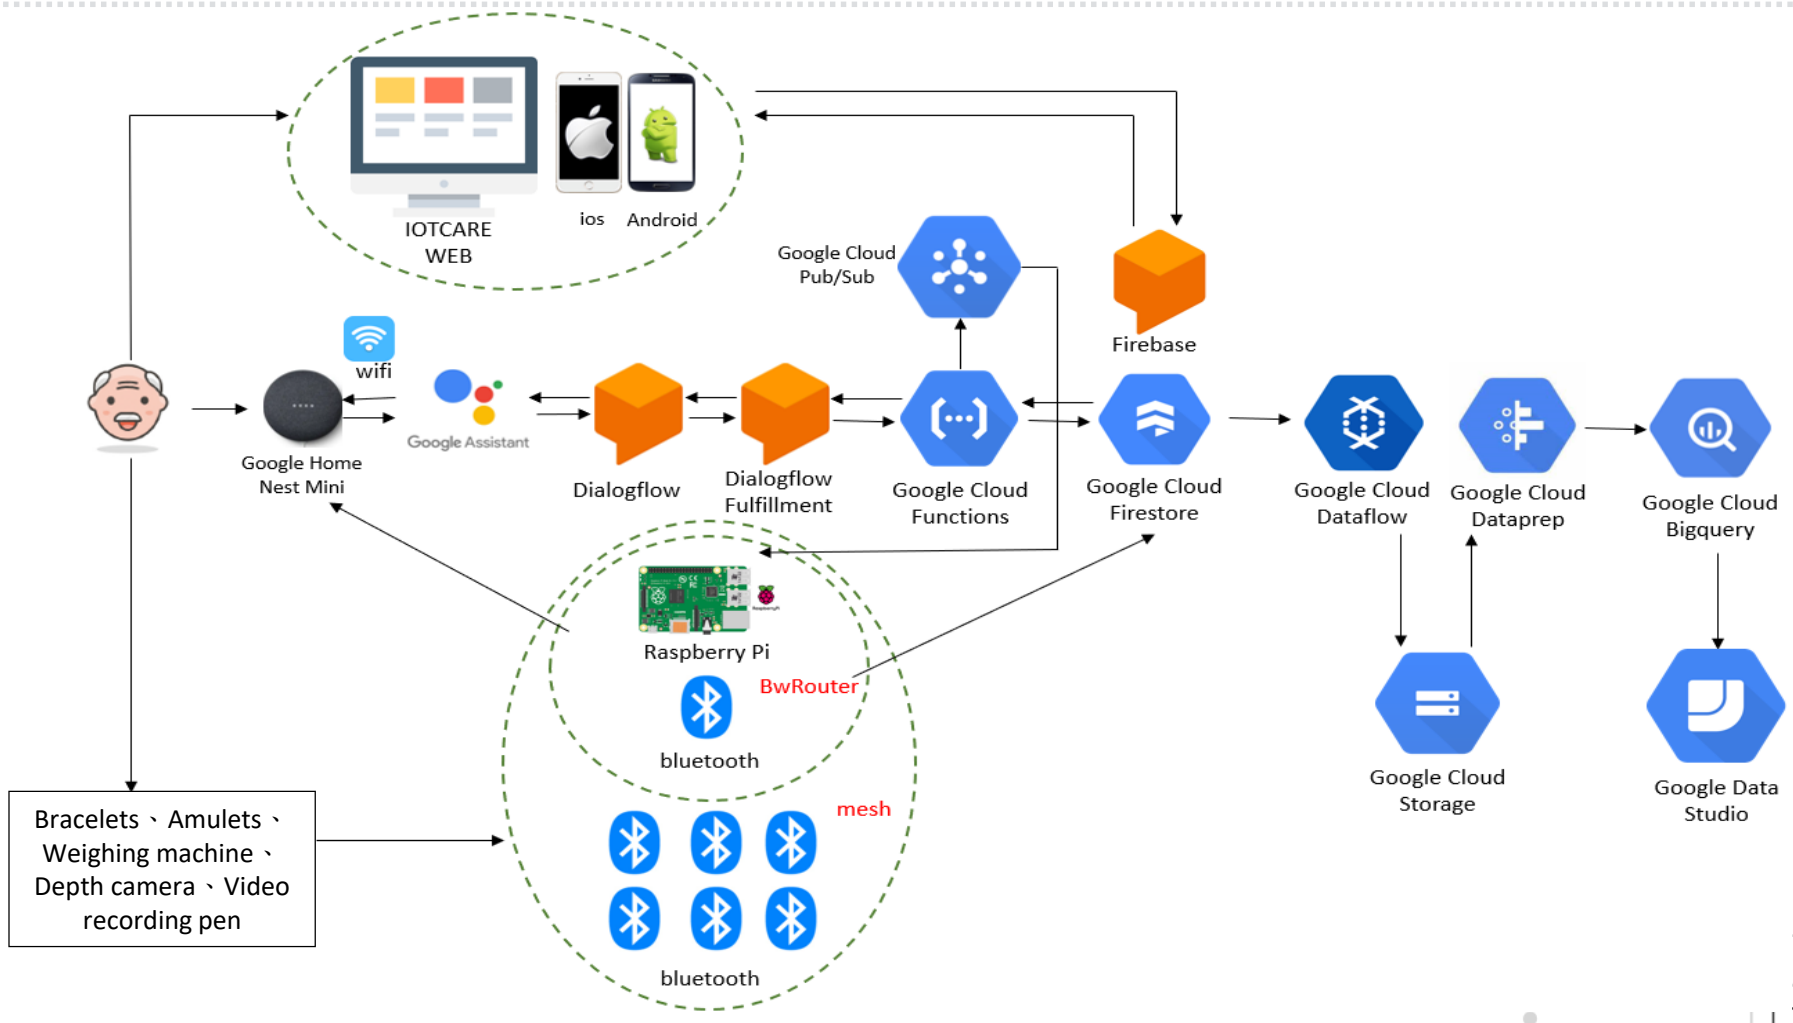 IOTCARE
WEB
ios
Android
Google Cloud
Pub/Sub
Firebase
wifi
Google Home
Nest Mini
Google Assistant
Dialogflow
Dialogflow
Fulfillment
Google Cloud
Functions
Google Cloud
Firestore
Google Cloud
Dataflow
Google Cloud
Dataprep
Google Cloud
Bigquery
Raspberry Pi
BwRouter
bluetooth
mesh
bluetooth
Google Cloud
Storage
Google Data
Studio
Bracelets、Amulets、
Weighing machine、
Depth camera、Video
recording pen